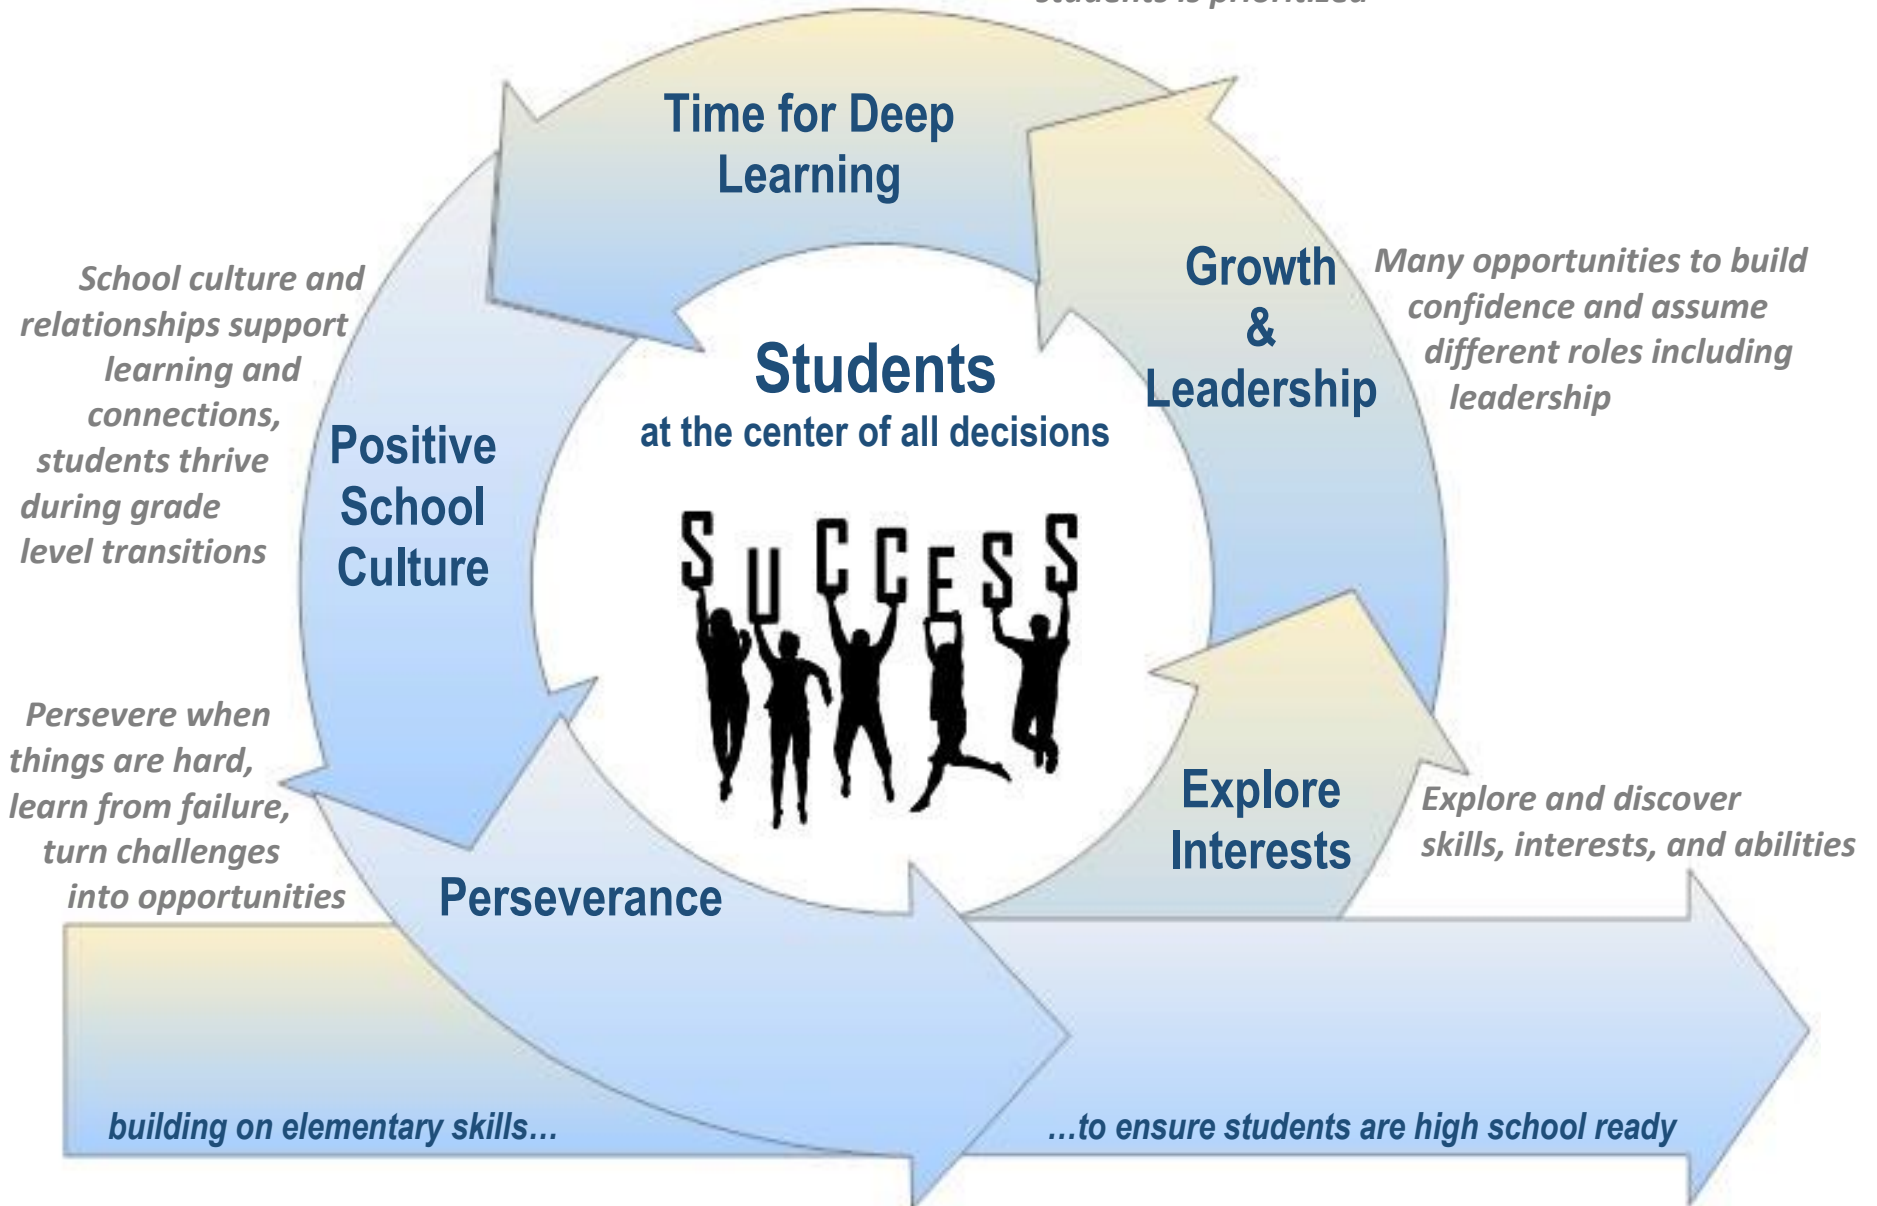 students is prioritized
Time for Deep
Learning
Growth
&
Leadership
Many opportunities to build
confidence and assume
different roles including
leadership
School culture and
relationships support
learning and
connections,
students thrive
during grade
level transitions
Positive
School
Culture
Students
at the center of all decisions
SUCCESS
Persevere when
things are hard,
learn from failure,
turn challenges
into opportunities
Perseverance
Explore
Interests
Explore and discover
skills, interests, and abilities
building on elementary skills…
…to ensure students are high school ready